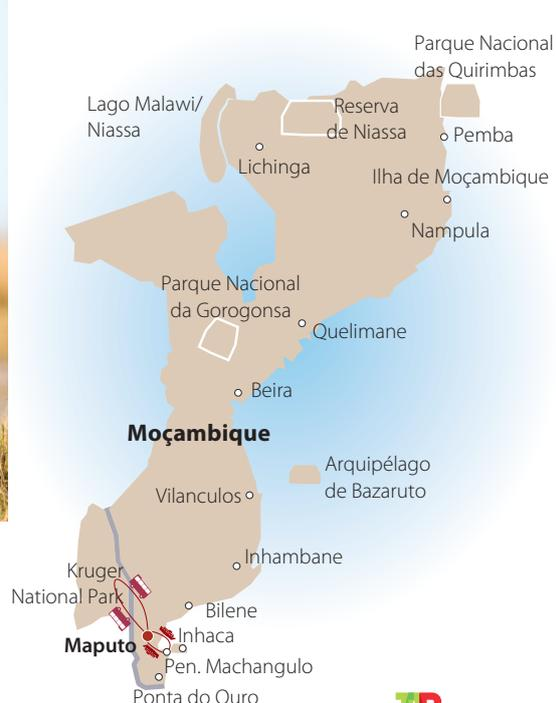 Parque Nacional
das Quirimbas
Lago Malawi/
Niassa
Reserva
de Niassa
Pemba
Lichinga
Ilha de Moçambique
Nampula
Parque Nacional
da Gorogonsa
Quelimane
Beira
Moçambique
Arquipélago
de Bazaruto
Vilanculos
Inhambane
Kruger
National Park
Bilene
Inhaca
Maputo
Pen. Machangulo
Ponta do Ouro